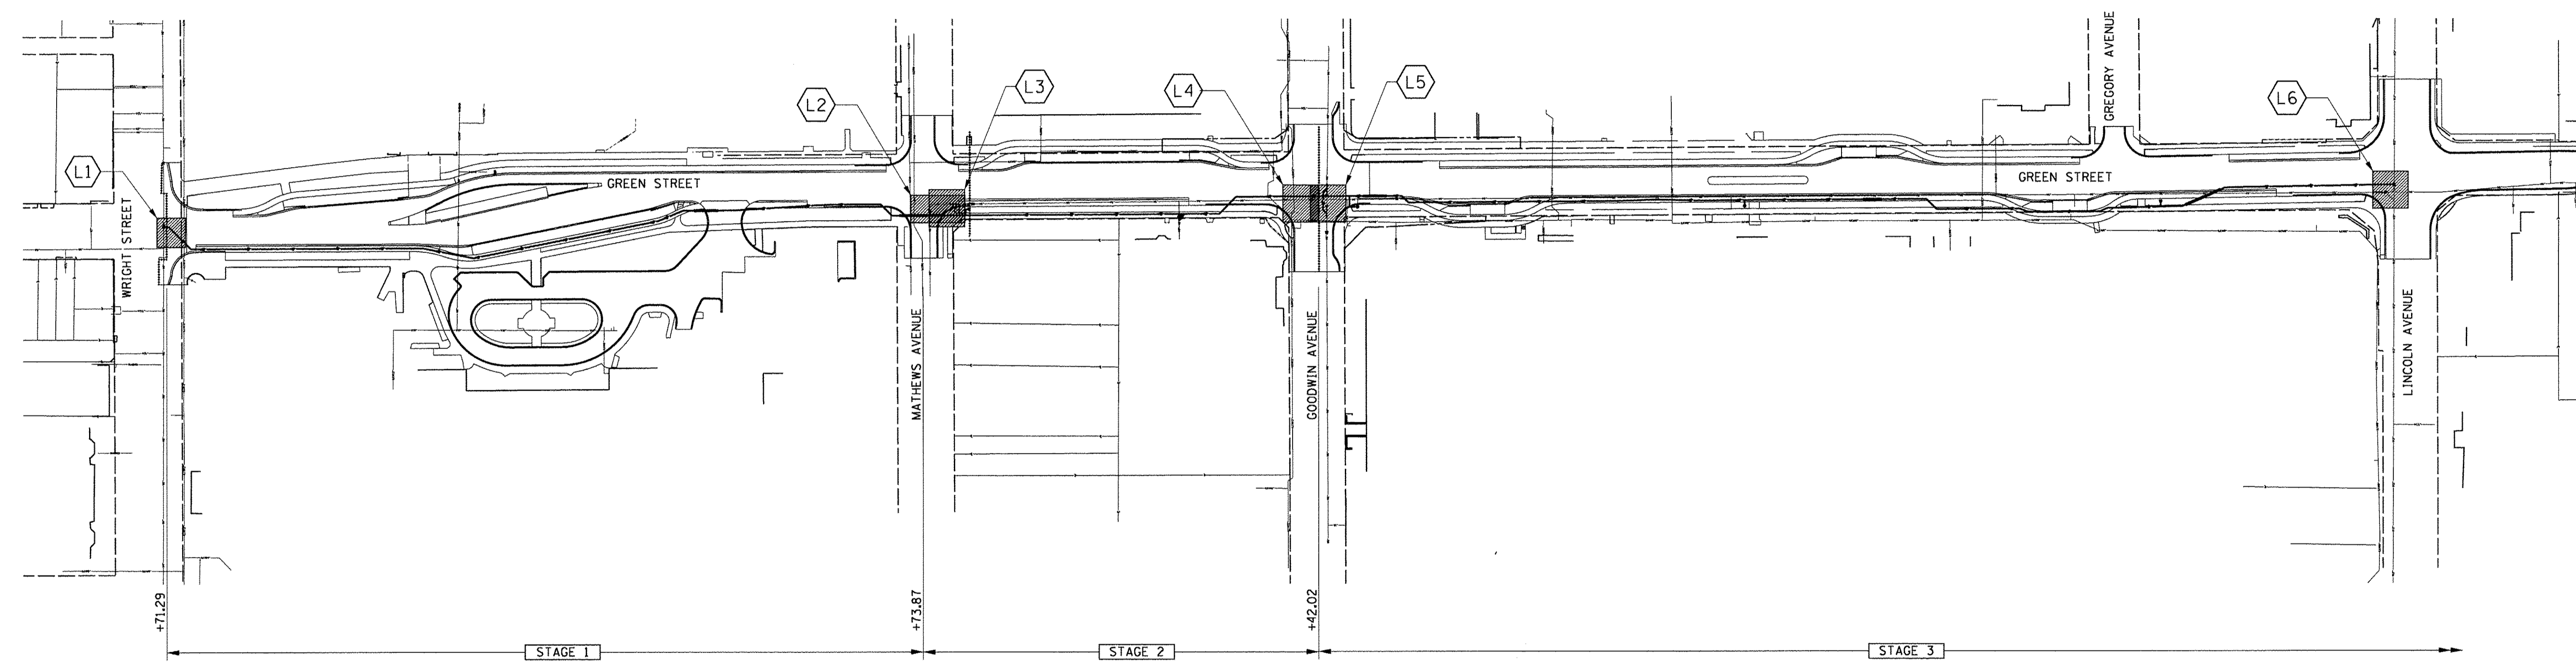 GREGORY AVENUE
L1
L2
L3
L4
L5
L6
GREEN STREET
GREEN STREET
WRIGHT STREET
MATHEWS AVENUE
GOODWIN AVENUE
LINCOLN AVENUE
+71.29
+73.87
+42.02
STAGE 1
STAGE 2
STAGE 3